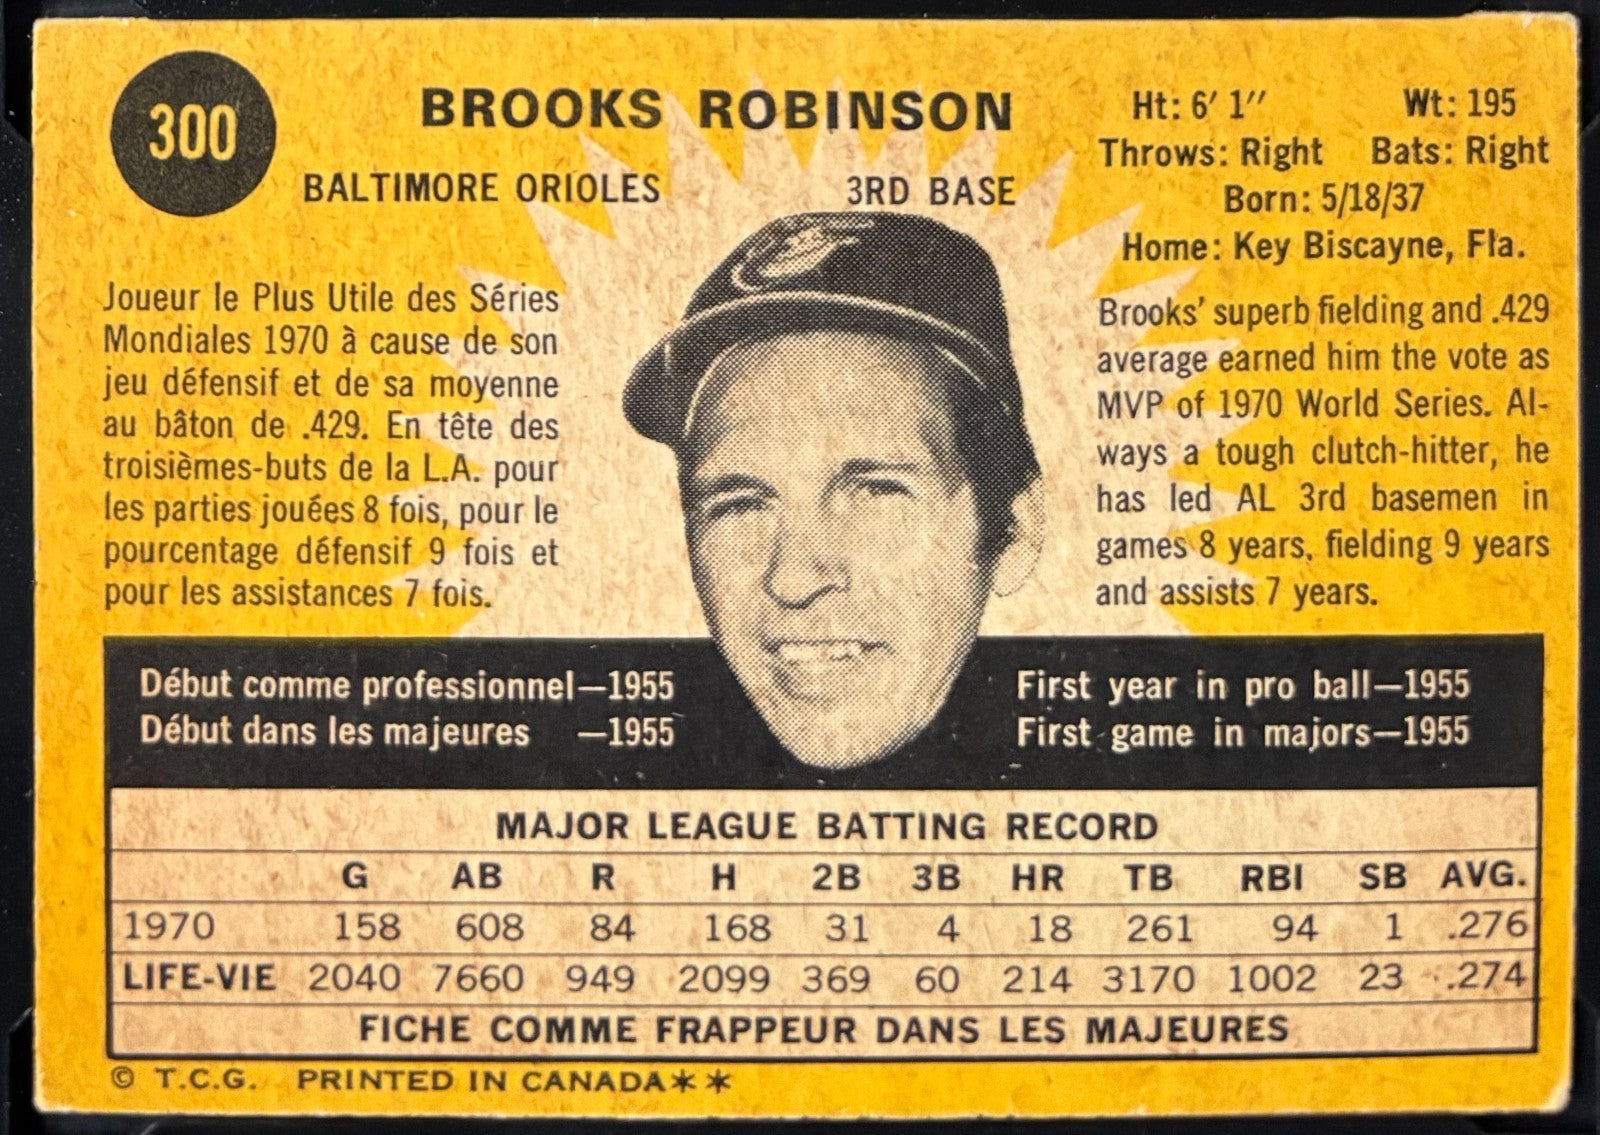 300
BROOKS ROBINSON
BALTIMORE ORIOLES 3RD BASE
Ht: 6′ 1″ Wt: 195
Throws: Right Bats: Right
Born: 5/18/37
Home: Key Biscayne, Fla.
Joueur le Plus Utile des Séries
Mondiales 1970 à cause de son
jeu défensif et de sa moyenne
au bâton de .429. En tête des
troisièmes-buts de la L.A. pour
les parties jouées 8 fois, pour le
pourcentage défensif 9 fois et
pour les assistances 7 fois.
Brooks' superb fielding and .429
average earned him the vote as
MVP of 1970 World Series. Al-
ways a tough clutch-hitter, he
has led AL 3rd basemen in
games 8 years, fielding 9 years
and assists 7 years.
Début comme professionnel—1955
Début dans les majeures —1955
First year in pro ball—1955
First game in majors—1955
MAJOR LEAGUE BATTING RECORD
G AB R H 2B 3B HR TB RBI SB AVG.
1970 158 608 84 168 31 4 18 261 94 1 .276
LIFE-VIE 2040 7660 949 2099 369 60 214 3170 1002 23 .274
FICHE COMME FRAPPEUR DANS LES MAJEURES
© T.C.G. PRINTED IN CANADA**